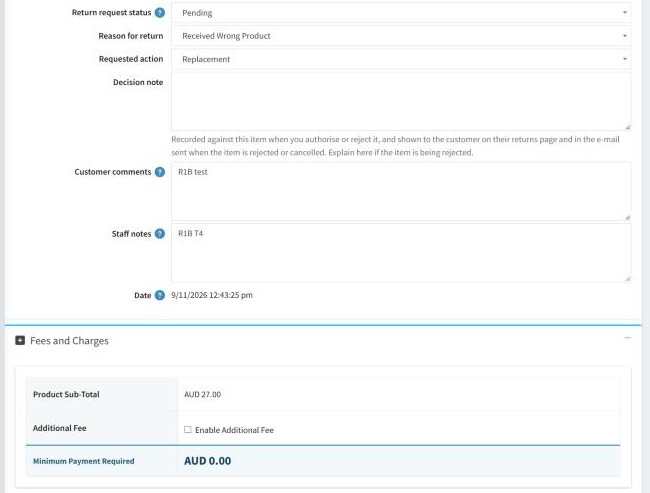 Return request status ? Pending
Reason for return Received Wrong Product
Requested action Replacement
Decision note
Recorded against this item when you authorise or reject it, and shown to the customer on their returns page and in the e-mail
sent when the item is rejected or cancelled. Explain here if the item is being rejected.
Customer comments ? R1B test
Staff notes ? R1B T4
Date ? 9/11/2026 12:43:25 pm
Fees and Charges
Product Sub-Total AUD 27.00
Additional Fee Enable Additional Fee
Minimum Payment Required AUD 0.00